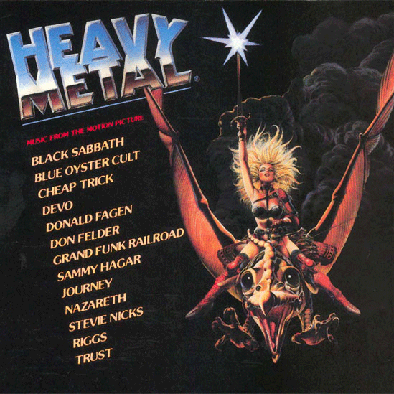 HEAVY
METAL
MUSIC FROM THE MOTION PICTURE
BLACK SABBATH
BLUE OYSTER CULT
CHEAP TRICK
DEVO
DONALD FAGEN
DON FELDER
GRAND FUNK RAILROAD
SAMMY HAGAR
JOURNEY
NAZARETH
STEVIE NICKS
RIGGS
TRUST